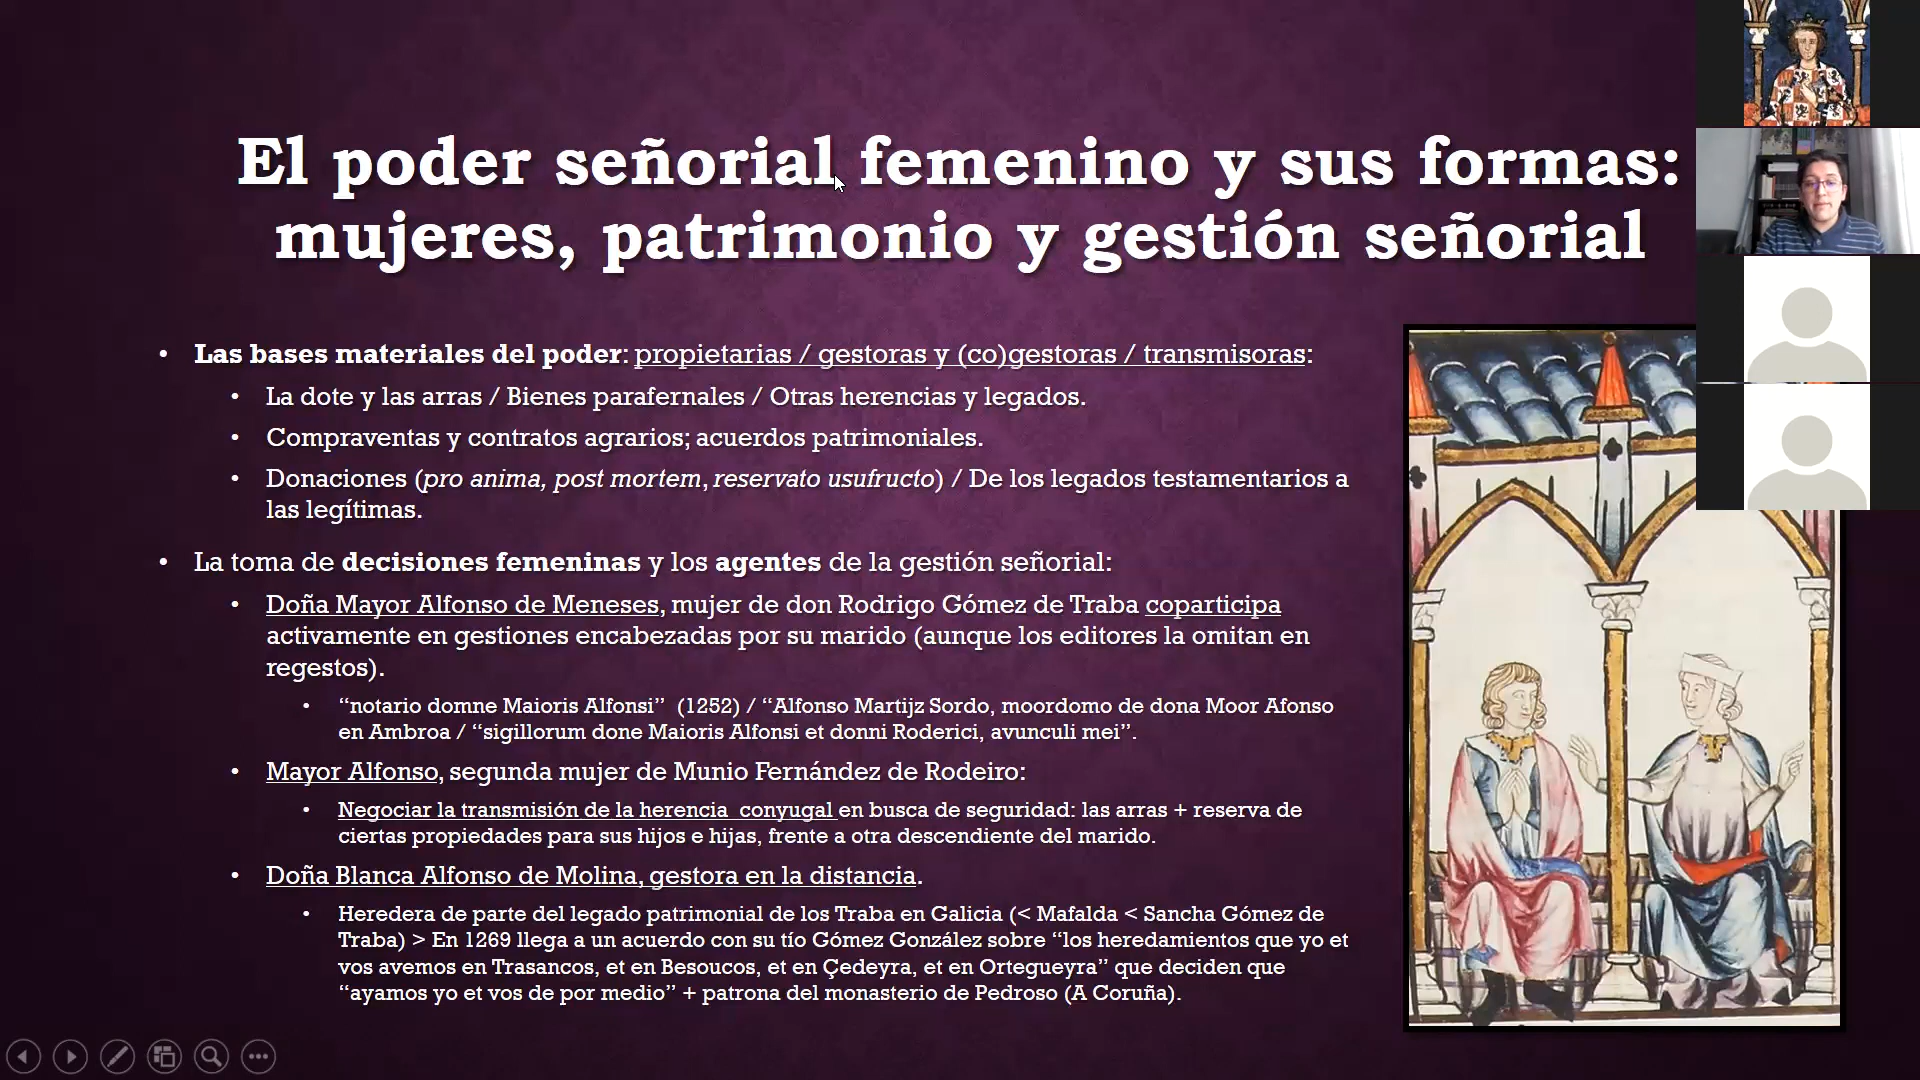 El poder señorial femenino y sus formas:
mujeres, patrimonio y gestión señorial
• Las bases materiales del poder: propietarias / gestoras y (co)gestoras / transmisoras:
• La dote y las arras / Bienes parafernales / Otras herencias y legados.
• Compraventas y contratos agrarios; acuerdos patrimoniales.
• Donaciones (pro anima, post mortem, reservato usufructo) / De los legados testamentarios a
las legítimas.
• La toma de decisiones femeninas y los agentes de la gestión señorial:
• Doña Mayor Alfonso de Meneses, mujer de don Rodrigo Gómez de Traba coparticipa
activamente en gestiones encabezadas por su marido (aunque los editores la omitan en
regestos).
• “notario domne Maioris Alfonsi” (1252) / “Alfonso Martijz Sordo, moordomo de dona Moor Afonso
en Ambroa / “sigillorum done Maioris Alfonsi et donni Roderici, avunculi mei”.
• Mayor Alfonso, segunda mujer de Munio Fernández de Rodeiro:
• Negociar la transmisión de la herencia conyugal en busca de seguridad: las arras + reserva de
ciertas propiedades para sus hijos e hijas, frente a otra descendiente del marido.
• Doña Blanca Alfonso de Molina, gestora en la distancia.
• Heredera de parte del legado patrimonial de los Traba en Galicia (< Mafalda < Sancha Gómez de
Traba) > En 1269 llega a un acuerdo con su tío Gómez González sobre “los heredamientos que yo et
vos avemos en Trasancos, et en Besoucos, et en Çedeyra, et en Ortegueyra” que deciden que
“ayamos yo et vos de por medio” + patrona del monasterio de Pedroso (A Coruña).